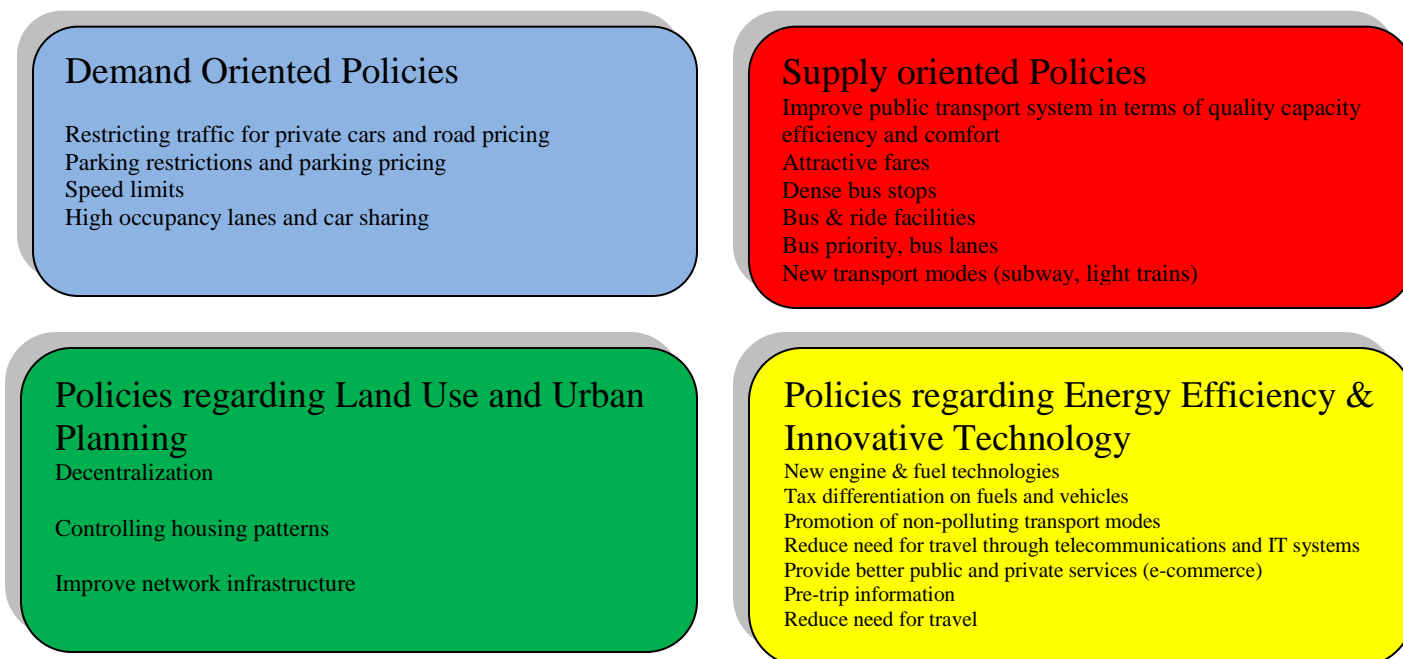 Demand Oriented Policies
Restricting traffic for private cars and road pricing
Parking restrictions and parking pricing
Speed limits
High occupancy lanes and car sharing
Supply oriented Policies
Improve public transport system in terms of quality capacity
efficiency and comfort
Attractive fares
Dense bus stops
Bus & ride facilities
Bus priority, bus lanes
New transport modes (subway, light trains)
Policies regarding Land Use and Urban
Planning
Decentralization
Controlling housing patterns
Improve network infrastructure
Policies regarding Energy Efficiency &
Innovative Technology
New engine & fuel technologies
Tax differentiation on fuels and vehicles
Promotion of non-polluting transport modes
Reduce need for travel through telecommunications and IT systems
Provide better public and private services (e-commerce)
Pre-trip information
Reduce need for travel